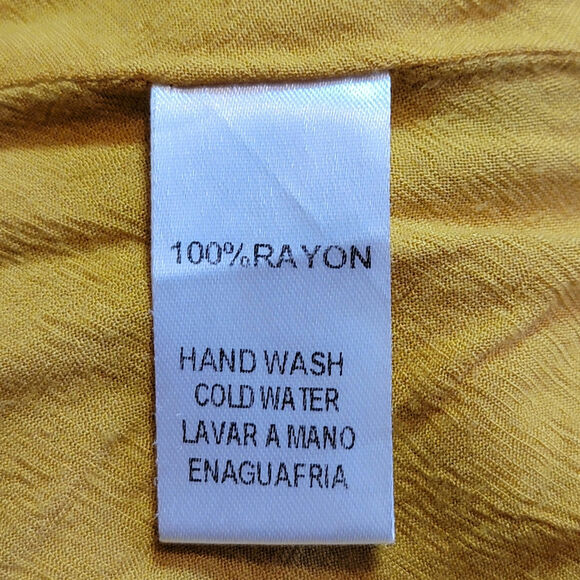 100% RAYON
HAND WASH
COLD WATER
LAVAR A MANO
ENAGUAFRIA